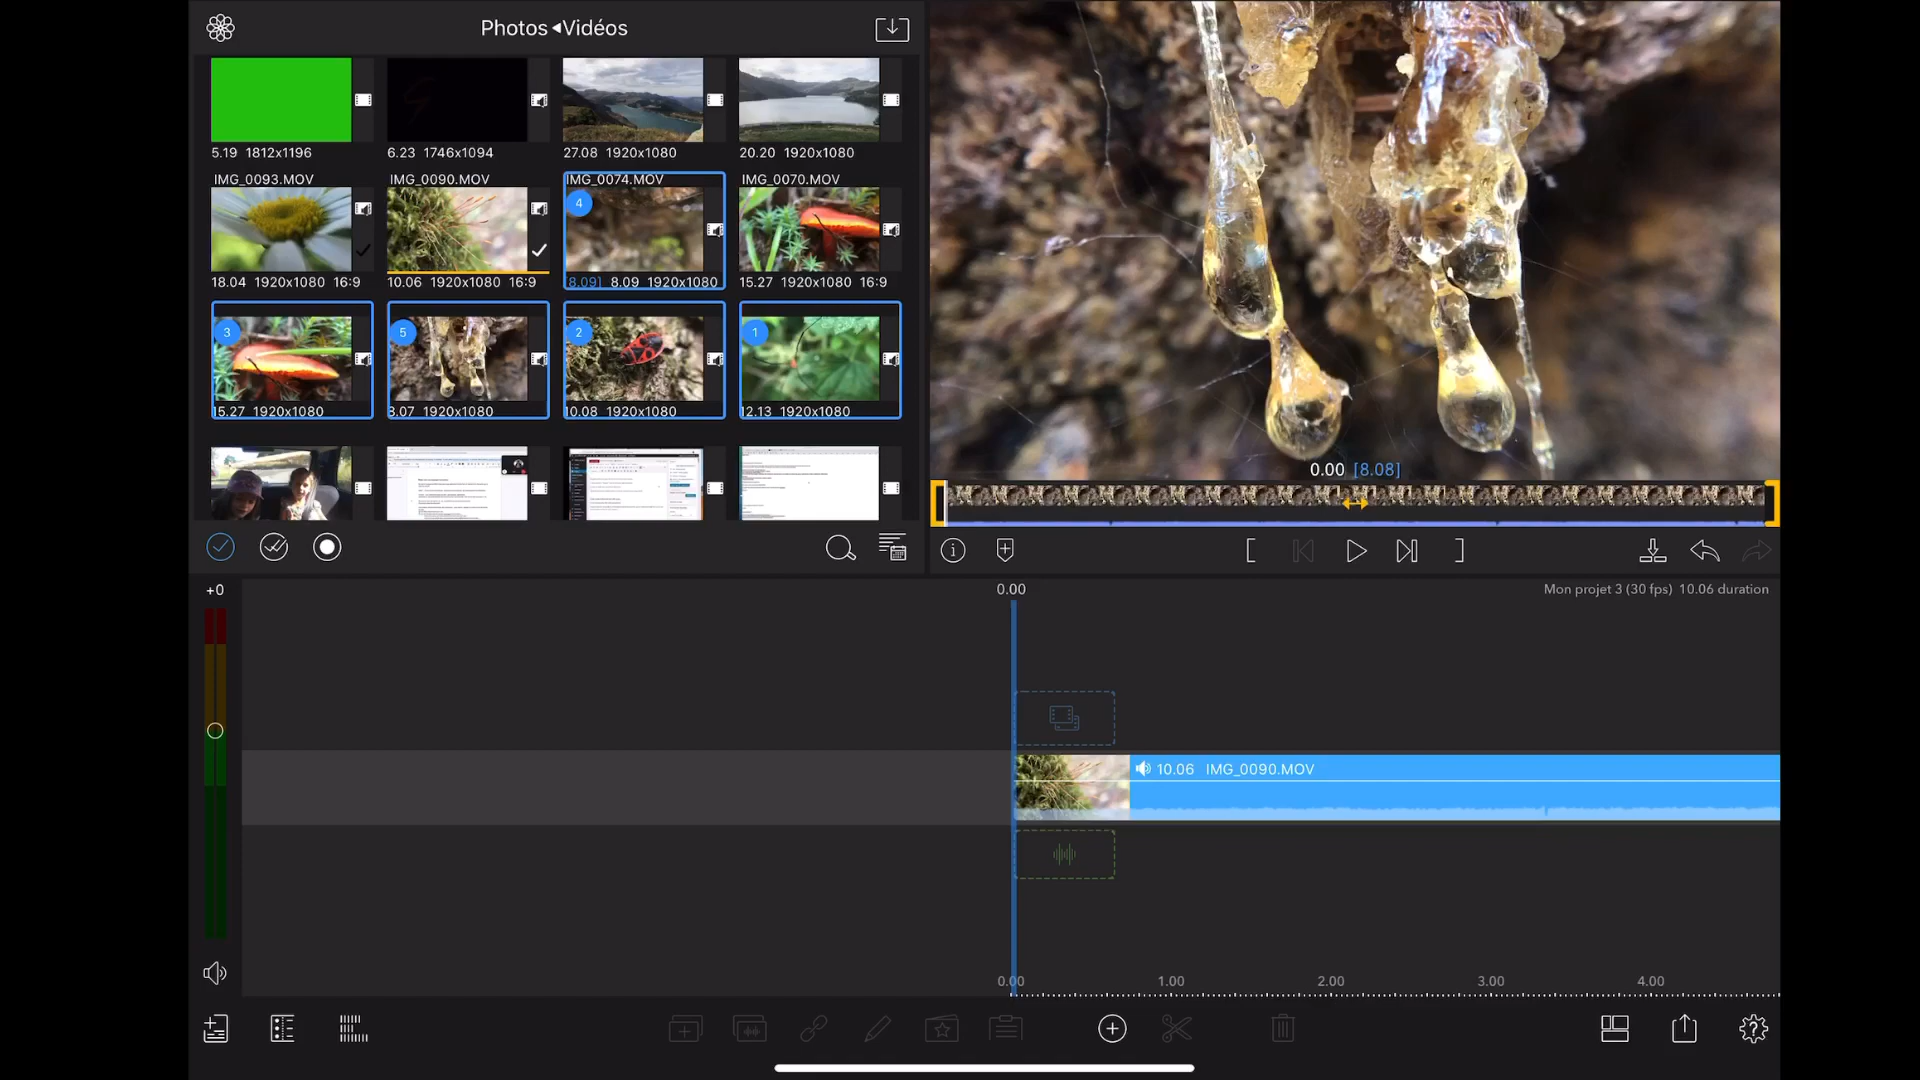 Photos ◂Vidéos
5.19 1812x1196
6.23 1746x1094
27.08 1920x1080
20.20 1920x1080
IMG_0093.MOV
IMG_0090.MOV
IMG_0074.MOV
IMG_0070.MOV
4
18.04 1920x1080 16:9
10.06 1920x1080 16:9
[8.09] 8.09 1920x1080
15.27 1920x1080 16:9
3
5
2
1
15.27 1920x1080
8.07 1920x1080
10.08 1920x1080
12.13 1920x1080
0.00 [8.08]
+0
0.00
Mon projet 3 (30 fps) 10.06 duration
10.06 IMG_0090.MOV
0.00 1.00 2.00 3.00 4.00